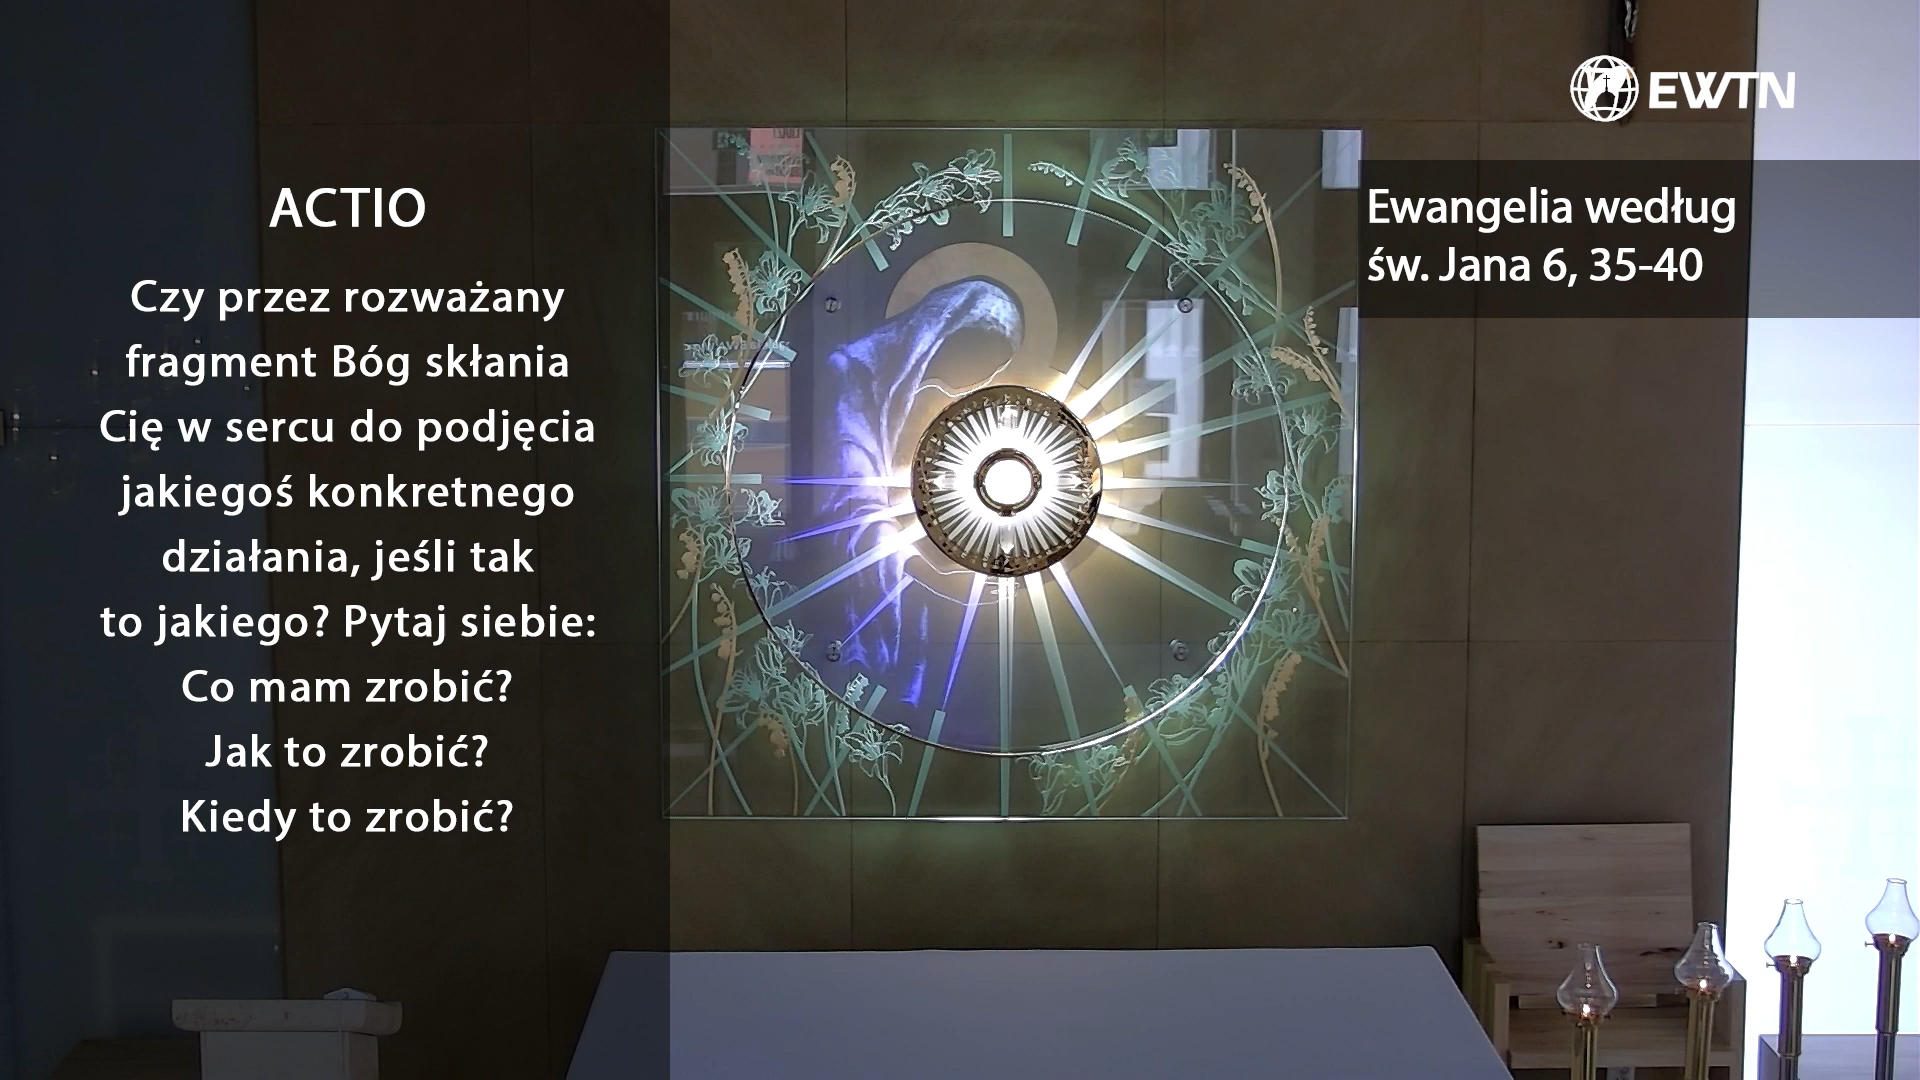 ACTIO
Czy przez rozważany
fragment Bóg skłania
Cię w sercu do podjęcia
jakiegoś konkretnego
działania, jeśli tak
to jakiego? Pytaj siebie:
Co mam zrobić?
Jak to zrobić?
Kiedy to zrobić?
EWTN
Ewangelia według
św. Jana 6, 35-40